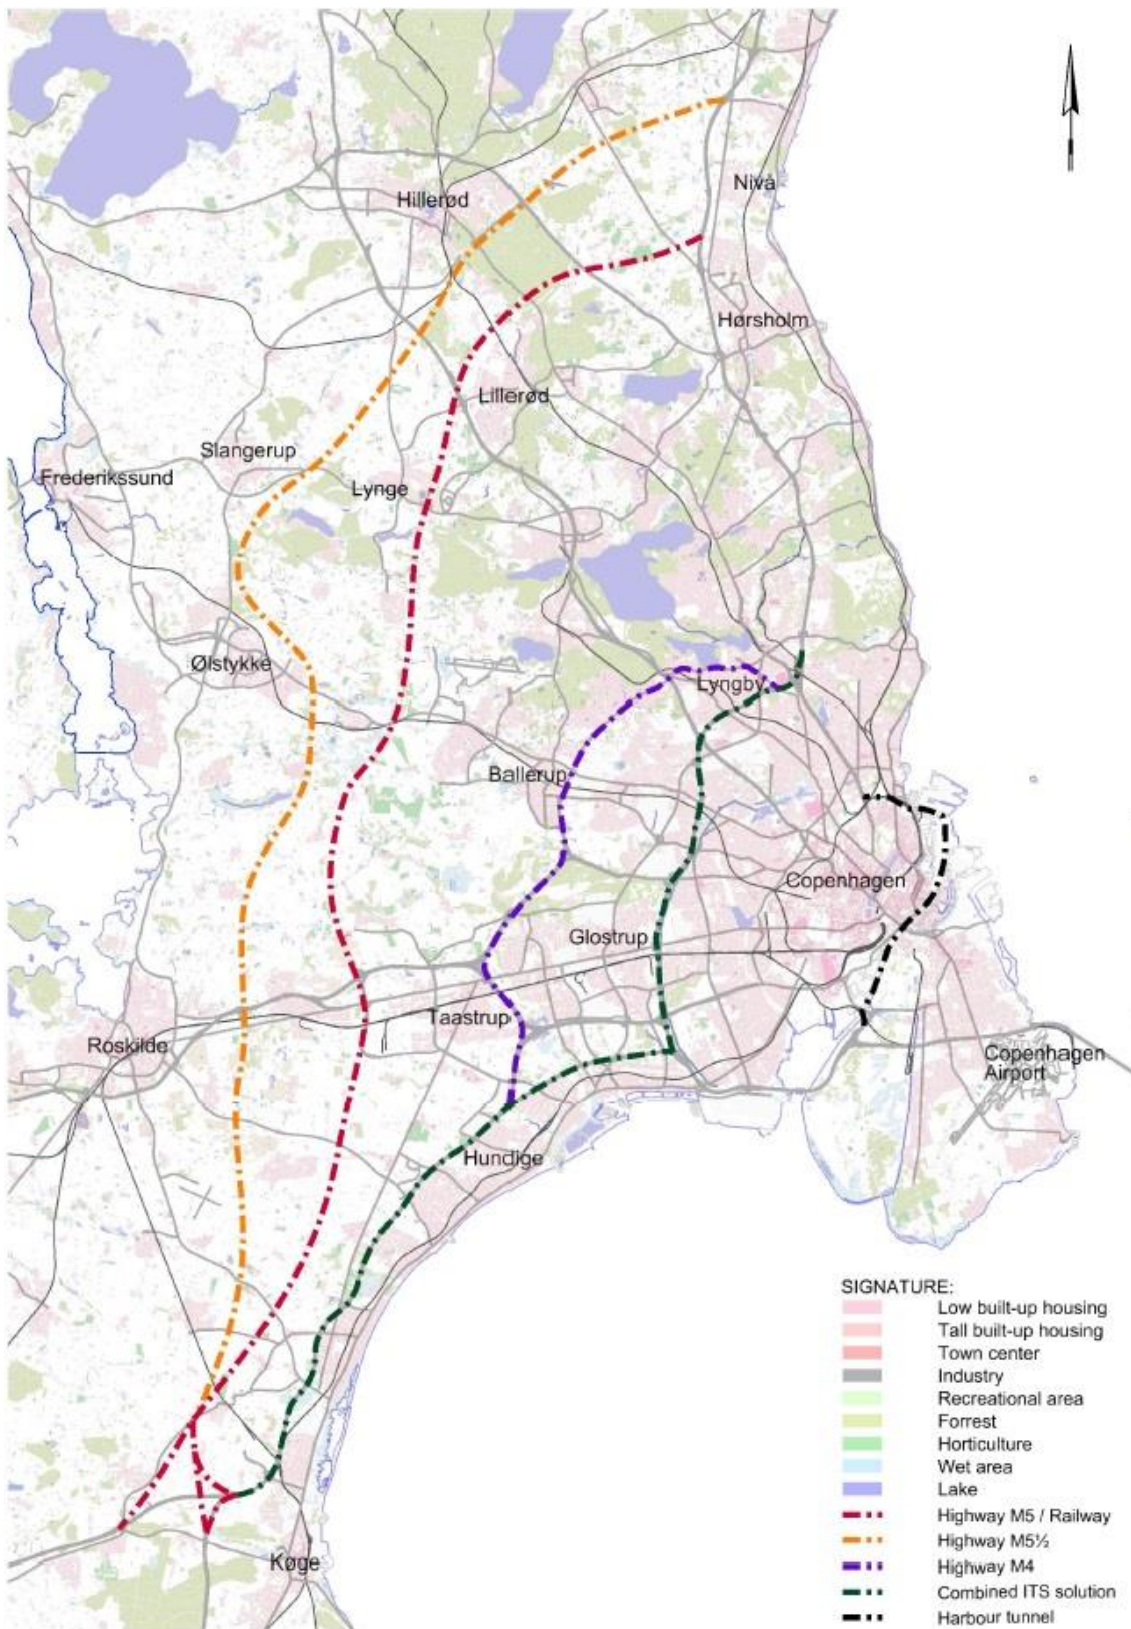 Nivå
Hillerød
Hørsholm
Lillerød
Slangerup
Frederikssund
Lynge
Ølstykke
Lyngby
Ballerup
Copenhagen
Glostrup
Taastrup
Roskilde
Copenhagen
Airport
Hundige
SIGNATURE:
Low built-up housing
Tall built-up housing
Town center
Industry
Recreational area
Forrest
Horticulture
Wet area
Lake
Highway M5 / Railway
Highway M5½
Highway M4
Combined ITS solution
Harbour tunnel
Køge